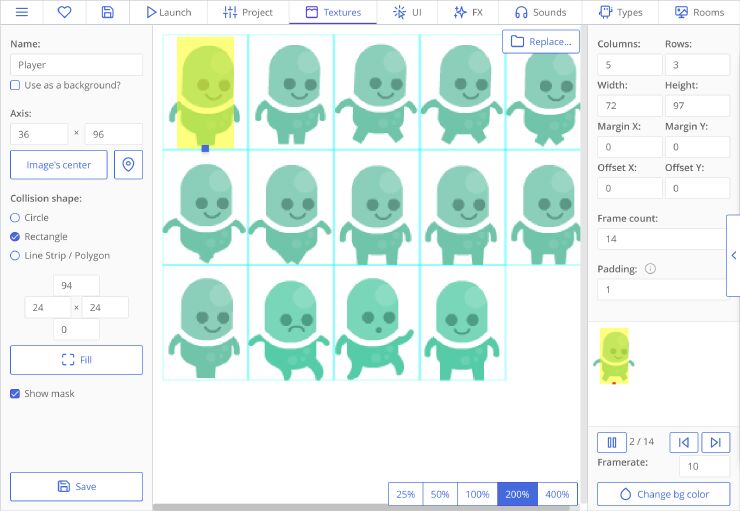 Launch Project Textures UI FX Sounds Types Rooms
Name:
Player
Use as a background?
Axis:
36 × 96
Image's center
Collision shape:
Circle
Rectangle
Line Strip / Polygon
94
24 × 24
0
Fill
Show mask
Save
Replace...
25% 50% 100% 200% 400%
Columns: Rows:
5 3
Width: Height:
72 97
Margin X: Margin Y:
0 0
Offset X: Offset Y:
0 0
Frame count:
14
Padding:
1
2 / 14
Framerate: 10
Change bg color